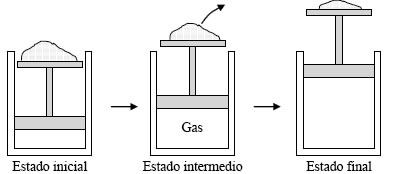 Gas
Estado inicial
Estado intermedio
Estado final